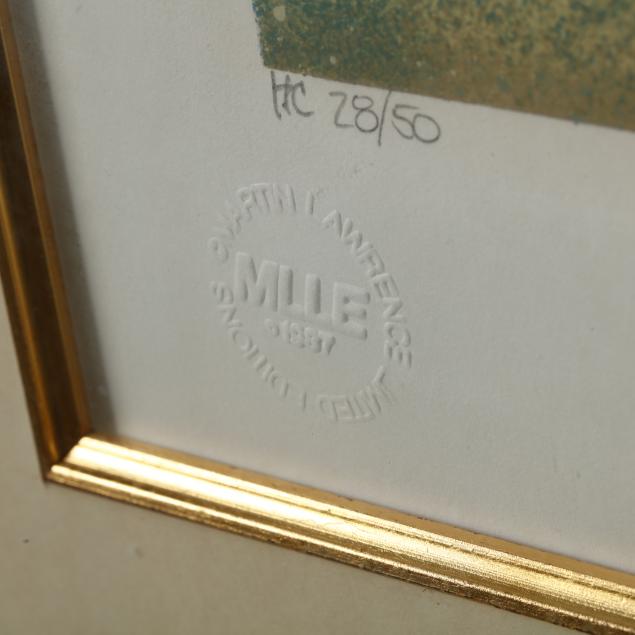 HC 28/50
©MARTIN LAWRENCE LIMITED EDITIONS
MLLE
©1987